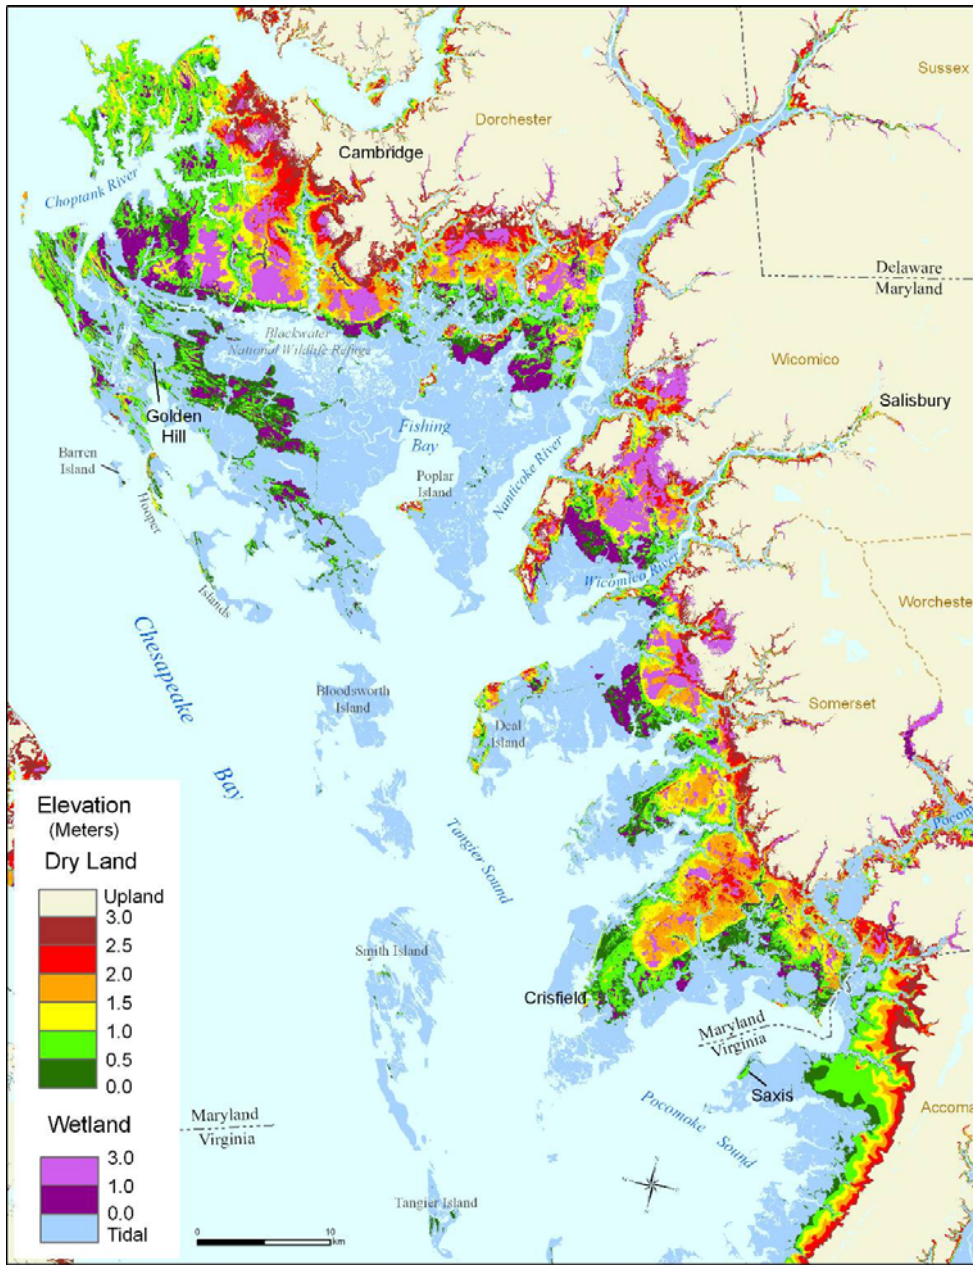 Sussex
Dorchester
Cambridge
Choptank River
Delaware
Maryland
Blackwater
National Wildlife Refuge
Wicomico
Salisbury
Golden
Hill
Fishing
Bay
Barren
Island
Poplar
Island
Nanticoke River
Hooper
Islands
Wicomico River
Worcheste
Chesapeake
Bay
Bloodsworth
Island
Deal
Island
Somerset
Pocom
Tangier Sound
Elevation
(Meters)
Dry Land
Upland
3.0
2.5
2.0
1.5
1.0
0.5
0.0
Wetland
3.0
1.0
0.0
Tidal
Smith Island
Crisfield
Maryland
Virginia
Saxis
Pocomoke Sound
Accoma
Maryland
Virginia
Tangier Island
0 10
km